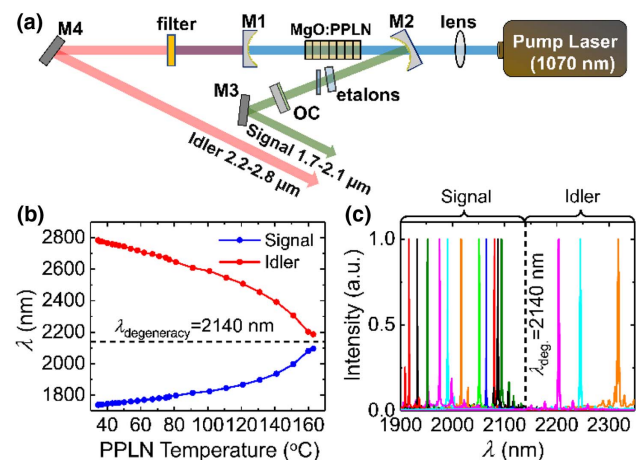 (a)
M4
filter
M1
MgO:PPLN
M2
lens
Pump Laser
(1070 nm)
M3
OC
etalons
Signal 1.7-2.1 μm
Idler 2.2-2.8 μm
(b)
2800
2600
2400
2200
2000
1800
λ (nm)
Signal
Idler
λdegeneracy=2140 nm
40 60 80 100 120 140 160
PPLN Temperature (°C)
(c)
Signal Idler
1.0
0.5
0.0
Intensity (a.u.)
λdeg.=2140 nm
1900 2000 2100 2200 2300
λ (nm)